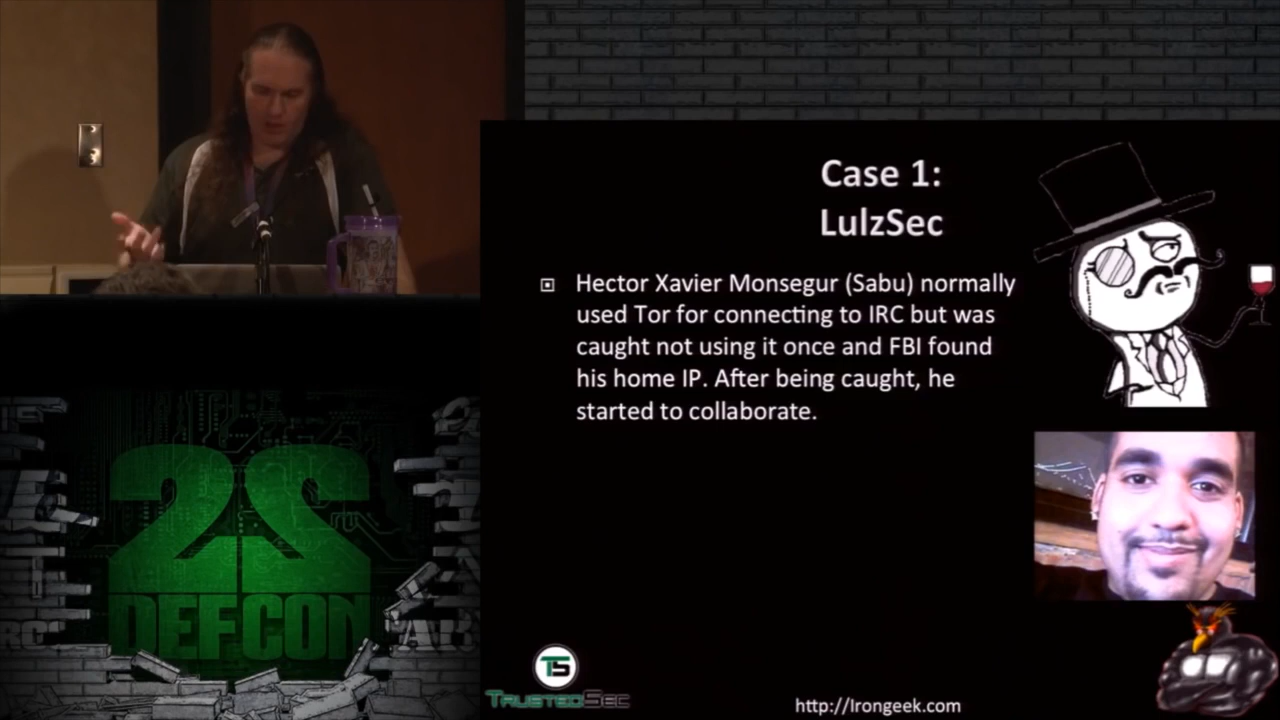 Case 1:
LulzSec
Hector Xavier Monsegur (Sabu) normally
used Tor for connecting to IRC but was
caught not using it once and FBI found
his home IP. After being caught, he
started to collaborate.
22
DEFCON
TS
TRUSTEDSEC
http://Irongeek.com